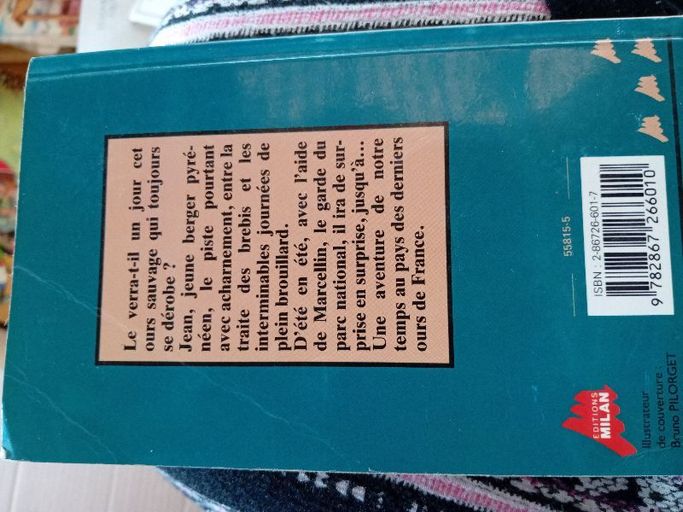 Le verra-t-il un jour cet
ours sauvage qui toujours
se dérobe ?
Jean, jeune berger pyré-
néen, le piste pourtant
avec acharnement, entre la
traite des brebis et les
interminables journées de
plein brouillard.
D'été en été, avec l'aide
de Marcellin, le garde du
parc national, il ira de sur-
prise en surprise, jusqu'à...
Une aventure de notre
temps au pays des derniers
ours de France.
55815-5
ISBN : 2-86726-601-7
9 782867 266010
EDITIONS
MILAN
Illustrateur
de couverture
Bruno PILORGET